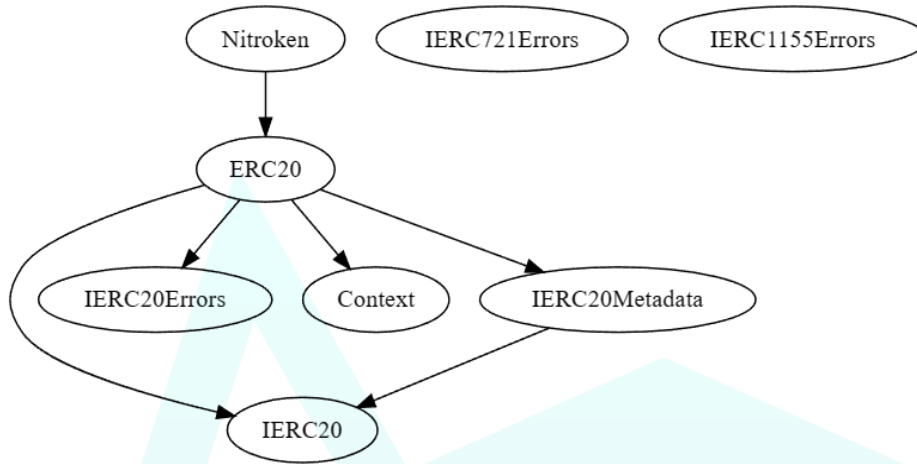 Nitroken
IERC721Errors
IERC1155Errors
ERC20
IERC20Errors
Context
IERC20Metadata
IERC20